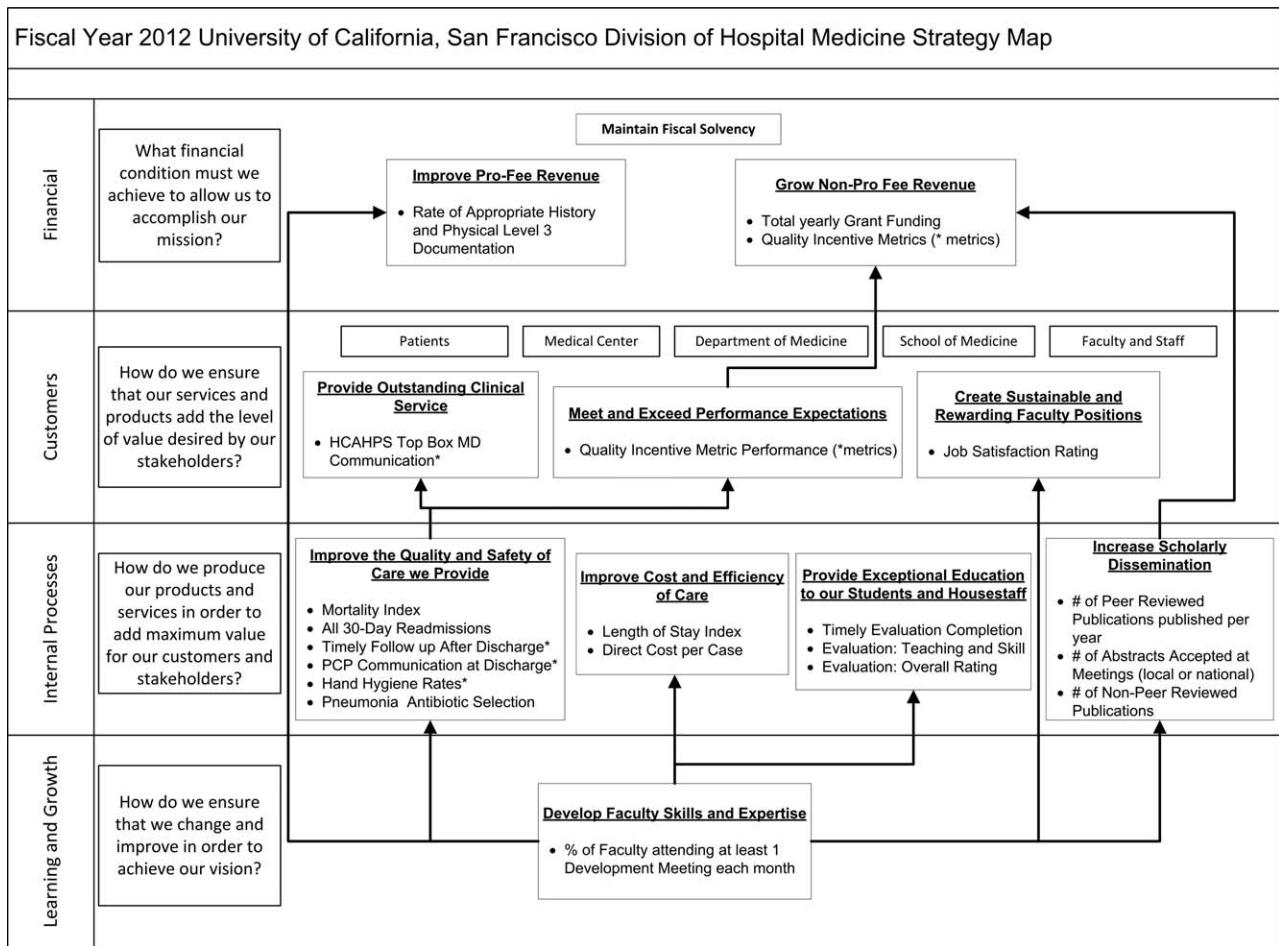 Fiscal Year 2012 University of California, San Francisco Division of Hospital Medicine Strategy Map
Financial
What financial
condition must we
achieve to allow us to
accomplish our
mission?
Maintain Fiscal Solvency
Improve Pro-Fee Revenue
• Rate of Appropriate History
and Physical Level 3
Documentation
Grow Non-Pro Fee Revenue
• Total yearly Grant Funding
• Quality Incentive Metrics (* metrics)
Customers
How do we ensure
that our services and
products add the level
of value desired by our
stakeholders?
Patients
Medical Center
Department of Medicine
School of Medicine
Faculty and Staff
Provide Outstanding Clinical
Service
• HCAHPS Top Box MD
Communication*
Meet and Exceed Performance Expectations
• Quality Incentive Metric Performance (*metrics)
Create Sustainable and
Rewarding Faculty Positions
• Job Satisfaction Rating
Internal Processes
How do we produce
our products and
services in order to
add maximum value
for our customers and
stakeholders?
Improve the Quality and Safety of
Care we Provide
• Mortality Index
• All 30-Day Readmissions
• Timely Follow up After Discharge*
• PCP Communication at Discharge*
• Hand Hygiene Rates*
• Pneumonia Antibiotic Selection
Improve Cost and Efficiency
of Care
• Length of Stay Index
• Direct Cost per Case
Provide Exceptional Education
to our Students and Housestaff
• Timely Evaluation Completion
• Evaluation: Teaching and Skill
• Evaluation: Overall Rating
Increase Scholarly
Dissemination
• # of Peer Reviewed
Publications published per
year
• # of Abstracts Accepted at
Meetings (local or national)
• # of Non-Peer Reviewed
Publications
Learning and Growth
How do we ensure
that we change and
improve in order to
achieve our vision?
Develop Faculty Skills and Expertise
• % of Faculty attending at least 1
Development Meeting each month